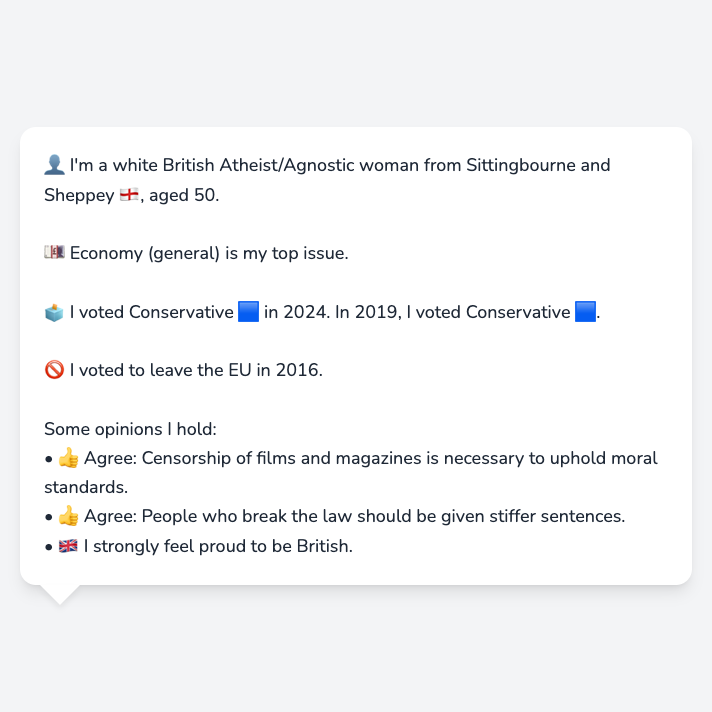 👤 I'm a white British Atheist/Agnostic woman from Sittingbourne and
Sheppey 🏴󠁧󠁢󠁥󠁮󠁧󠁿, aged 50.
💷 Economy (general) is my top issue.
🗳️ I voted Conservative 🟦 in 2024. In 2019, I voted Conservative 🟦.
🚫 I voted to leave the EU in 2016.
Some opinions I hold:
• 👍 Agree: Censorship of films and magazines is necessary to uphold moral
standards.
• 👍 Agree: People who break the law should be given stiffer sentences.
• 🇬🇧 I strongly feel proud to be British.